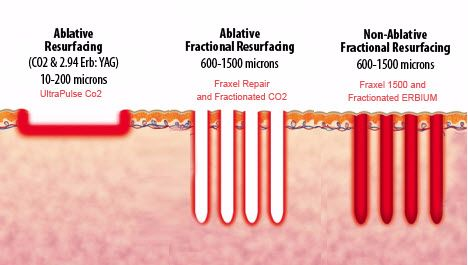 Ablative
Resurfacing
(CO2 & 2.94 Erb: YAG)
10-200 microns
UltraPulse Co2
Ablative
Fractional Resurfacing
600-1500 microns
Fraxel Repair
and Fractionated CO2
Non-Ablative
Fractional Resurfacing
600-1500 microns
Fraxel 1500 and
Fractionated ERBIUM